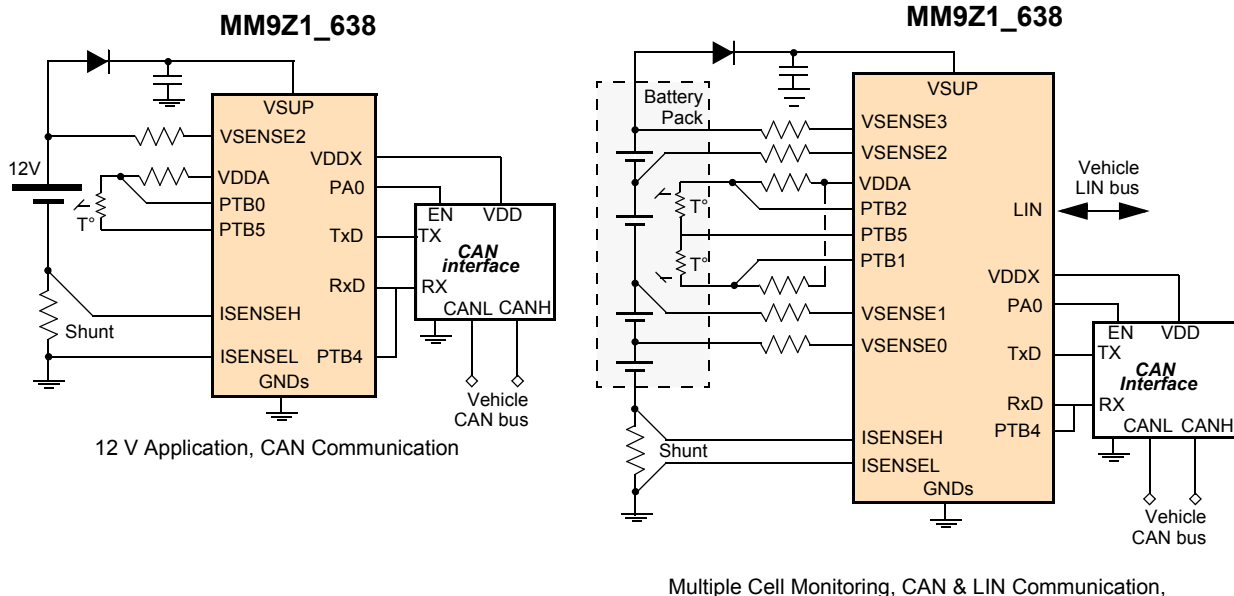 MM9Z1_638
VSUP
VSENSE2
12V
VDDA
PTB0
T°
PTB5
Shunt
ISENSEH
ISENSEL
GNDs
VDDX
PA0
TxD
RxD
PTB4
EN VDD
TX
CAN
interface
RX
CANL CANH
Vehicle
CAN bus
12 V Application, CAN Communication
MM9Z1_638
Battery
Pack
VSUP
VSENSE3
VSENSE2
VDDA
PTB2
T°
PTB5
T°
PTB1
VSENSE1
VSENSE0
Shunt
ISENSEH
ISENSEL
GNDs
Vehicle
LIN bus
LIN
VDDX
PA0
TxD
RxD
PTB4
EN VDD
TX
CAN
Interface
RX
CANL CANH
Vehicle
CAN bus
Multiple Cell Monitoring, CAN & LIN Communication,